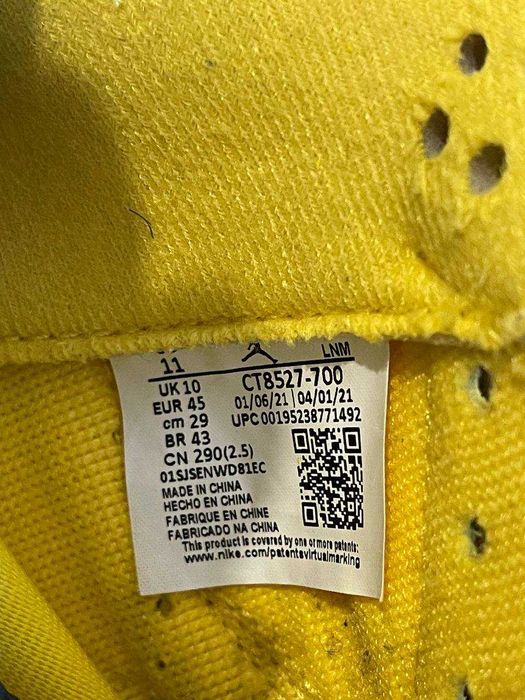 11
LNM
UK 10
CT8527-700
EUR 45
01/06/21 | 04/01/21
cm 29
UPC 00195238771492
BR 43
CN 290(2.5)
01SJSENWD81EC
MADE IN CHINA
HECHO EN CHINA
FABRIQUE EN CHINE
FABRICADO NA CHINA
This product is covered by one or more patents:
www.nike.com/patentsvirtualmarking